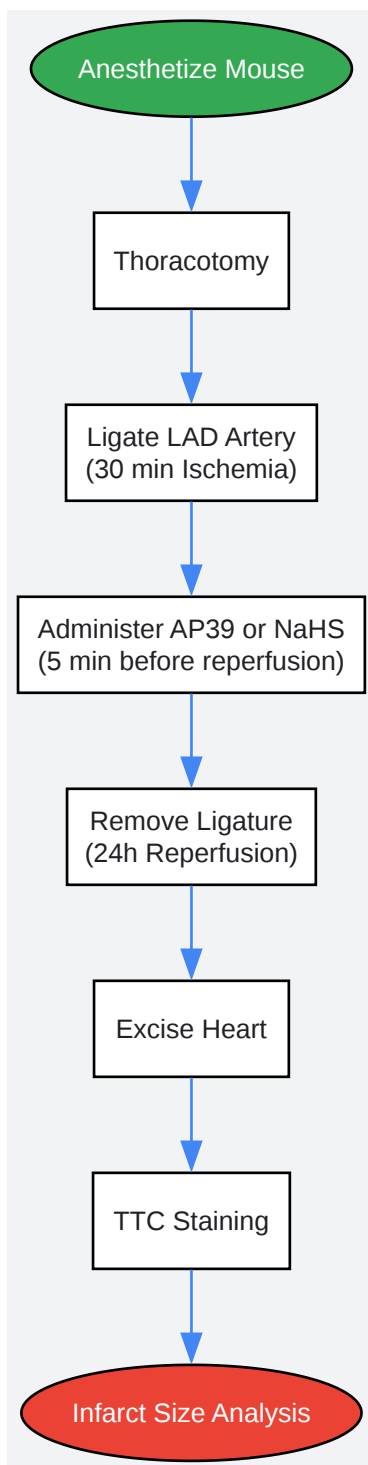 Anesthetize Mouse
Thoracotomy
Ligate LAD Artery
(30 min Ischemia)
Administer AP39 or NaHS
(5 min before reperfusion)
Remove Ligature
(24h Reperfusion)
Excise Heart
TTC Staining
Infarct Size Analysis